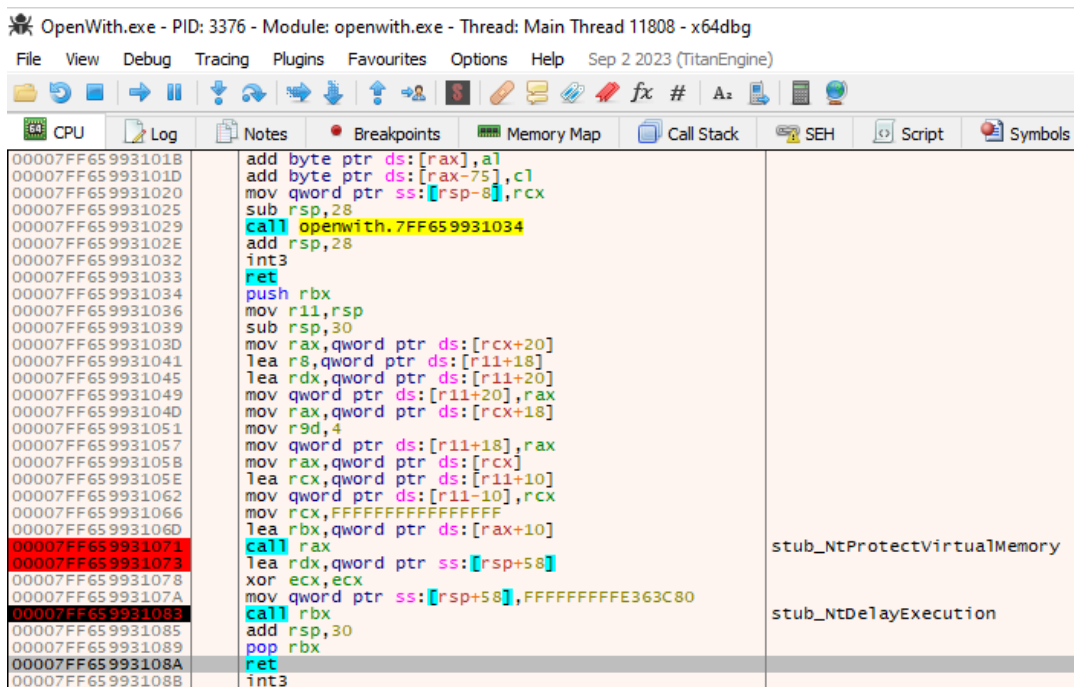 OpenWith.exe - PID: 3376 - Module: openwith.exe - Thread: Main Thread 11808 - x64dbg
File View Debug Tracing Plugins Favourites Options Help Sep 2 2023 (TitanEngine)
S fx # Az
64 CPU Log Notes Breakpoints Memory Map Call Stack SEH Script Symbols
00007FF65993101B add byte ptr ds:[rax],al
00007FF65993101D add byte ptr ds:[rax-75],cl
00007FF659931020 mov qword ptr ss:[rsp-8],rcx
00007FF659931025 sub rsp,28
00007FF659931029 call openwith.7FF659931034
00007FF65993102E add rsp,28
00007FF659931032 int3
00007FF659931033 ret
00007FF659931034 push rbx
00007FF659931036 mov r11,rsp
00007FF659931039 sub rsp,30
00007FF65993103D mov rax,qword ptr ds:[rcx+20]
00007FF659931041 lea r8,qword ptr ds:[r11+18]
00007FF659931045 lea rdx,qword ptr ds:[r11+20]
00007FF659931049 mov qword ptr ds:[r11+20],rax
00007FF65993104D mov rax,qword ptr ds:[rcx+18]
00007FF659931051 mov r9d,4
00007FF659931057 mov qword ptr ds:[r11+18],rax
00007FF65993105B mov rax,qword ptr ds:[rcx]
00007FF65993105E lea rcx,qword ptr ds:[r11+10]
00007FF659931062 mov qword ptr ds:[r11-10],rcx
00007FF659931066 mov rcx,FFFFFFFFFFFFFFFF
00007FF65993106D lea rbx,qword ptr ds:[rax+10]
00007FF659931071 call rax stub_NtProtectVirtualMemory
00007FF659931073 lea rdx,qword ptr ss:[rsp+58]
00007FF659931078 xor ecx,ecx
00007FF65993107A mov qword ptr ss:[rsp+58],FFFFFFFFFE363C80
00007FF659931083 call rbx stub_NtDelayExecution
00007FF659931085 add rsp,30
00007FF659931089 pop rbx
00007FF65993108A ret
00007FF65993108B int3